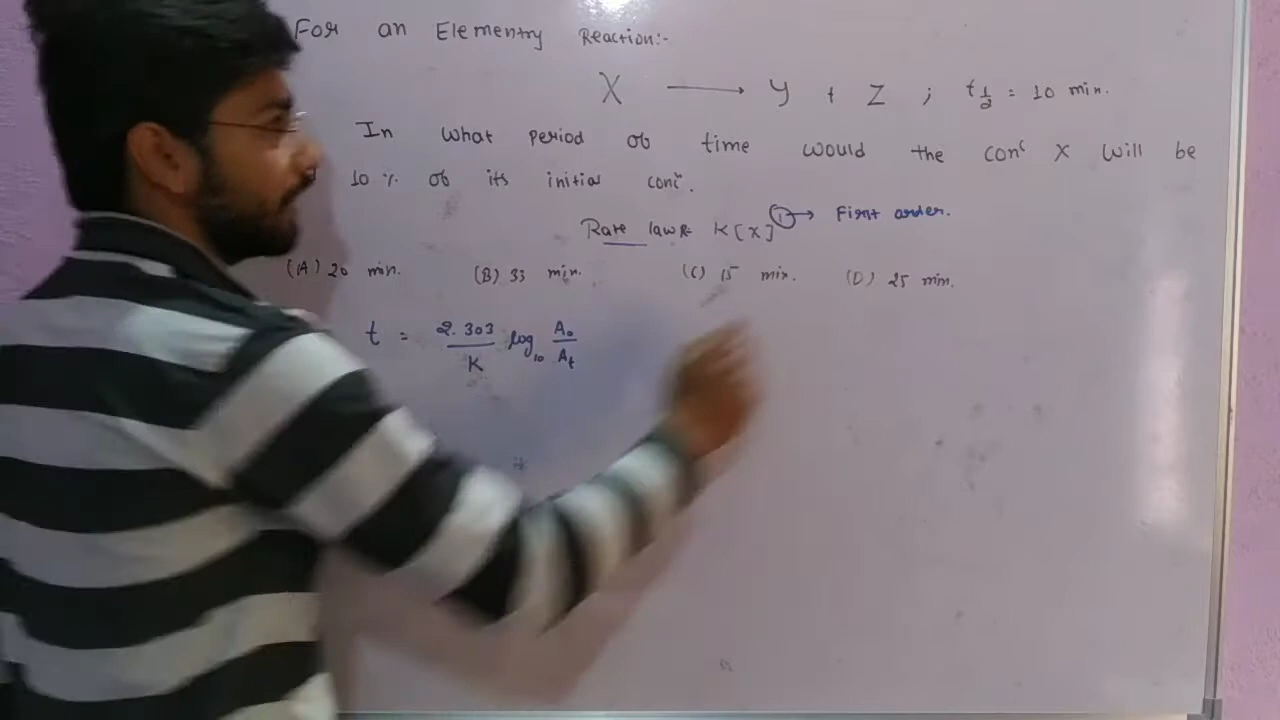 For an Elementry Reaction:-
X ⟶ Y + Z ; t½ = 10 min.
In what period ob time would the conc X will be
10 % ob its initial conc.
Rate law R= K[X]¹ → First order.
(A) 20 min. (B) 33 min. (C) 15 min. (D) 25 min.
t = 2.303/K log₁₀ A₀/Aₜ